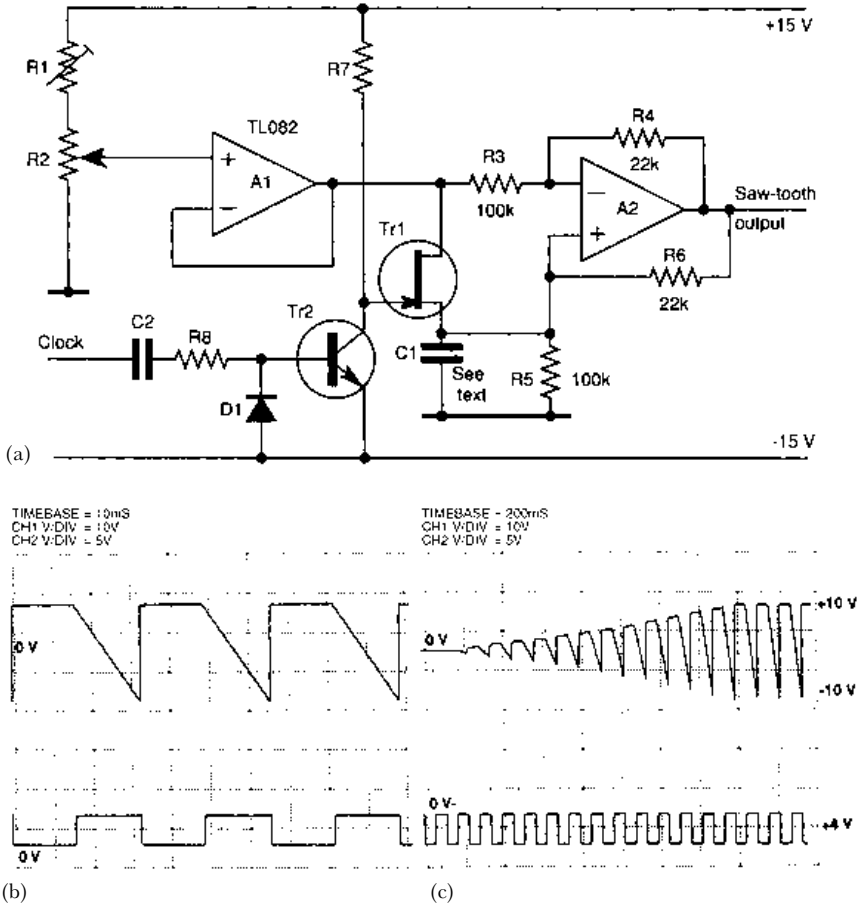 +15 V
R1
R7
TL082
R4
22k
R2
A1
R3
100k
A2
Saw-tooth
output
Tr1
R6
22k
Tr2
C2
R8
Clock
C1
See
text
R5
100k
D1
(a)
-15 V
TIMEBASE = 10mS
CH1 V/DIV = 10V
CH2 V/DIV = 5V
TIMEBASE = 200mS
CH1 V/DIV = 10V
CH2 V/DIV = 5V
0 V
0 V
+10 V
-10 V
0 V
0 V-
+4 V
(b)
(c)